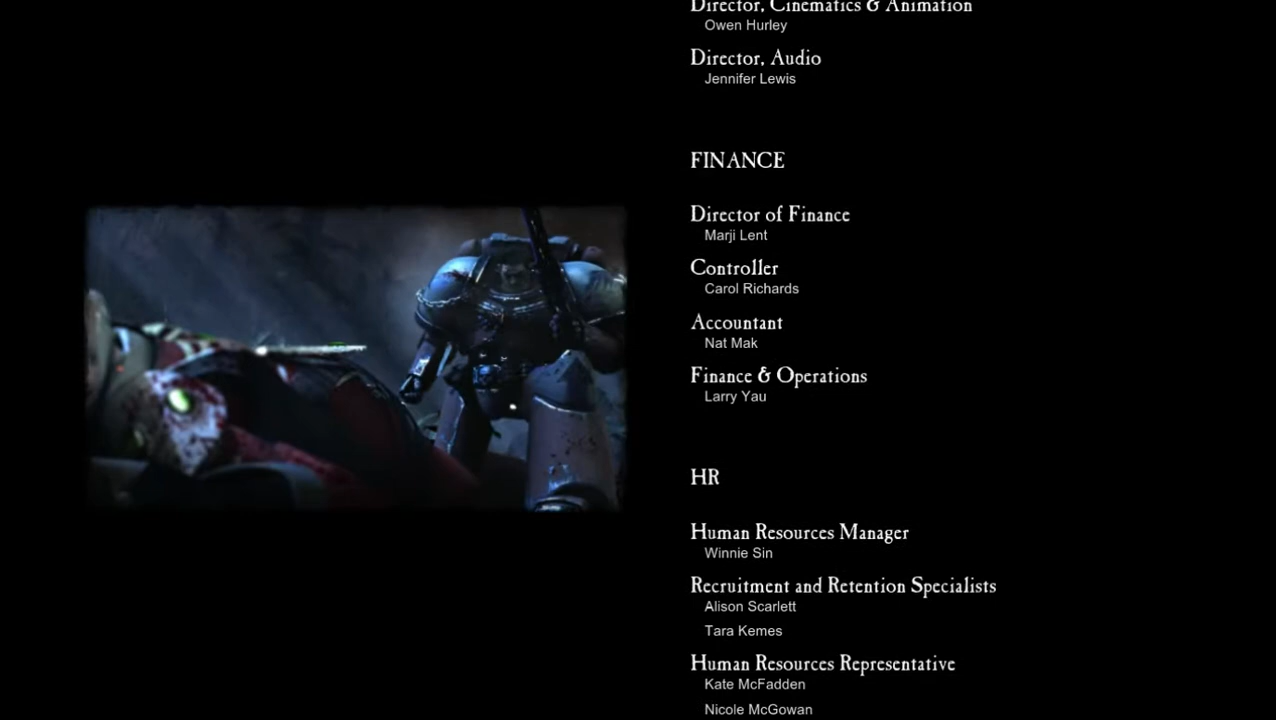 Director, Cinematics & Animation
Owen Hurley
Director, Audio
Jennifer Lewis
FINANCE
Director of Finance
Marji Lent
Controller
Carol Richards
Accountant
Nat Mak
Finance & Operations
Larry Yau
HR
Human Resources Manager
Winnie Sin
Recruitment and Retention Specialists
Alison Scarlett
Tara Kemes
Human Resources Representative
Kate McFadden
Nicole McGowan